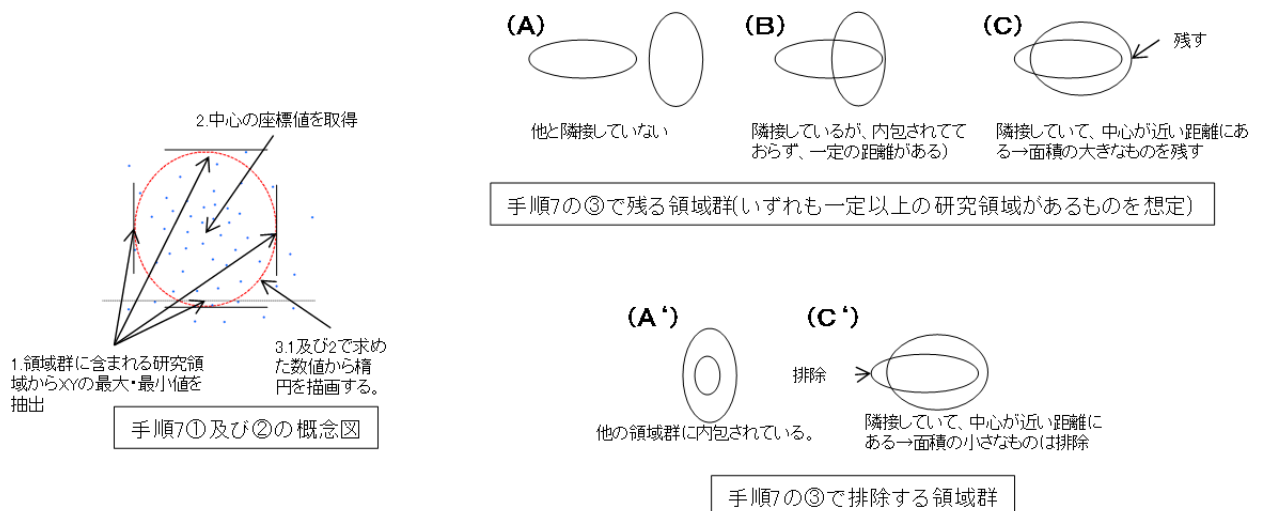 2.中心の座標値を取得
1.領域群に含まれる研究領
域からXYの最大・最小値を
抽出
3.1及び2で求め
た数値から楕
円を描画する。
手順7①及び②の概念図
(A)
他と隣接していない
(B)
隣接しているが、内包されてて
おらず、一定の距離がある)
(C)
残す
隣接していて、中心が近い距離にあ
る→面積の大きなものを残す
手順7の③で残る領域群(いずれも一定以上の研究領域があるものを想定)
(A‘)
他の領域群に内包されている。
(C‘)
排除
隣接していて、中心が近い距離に
ある→面積の小さなものは排除
手順7の③で排除する領域群